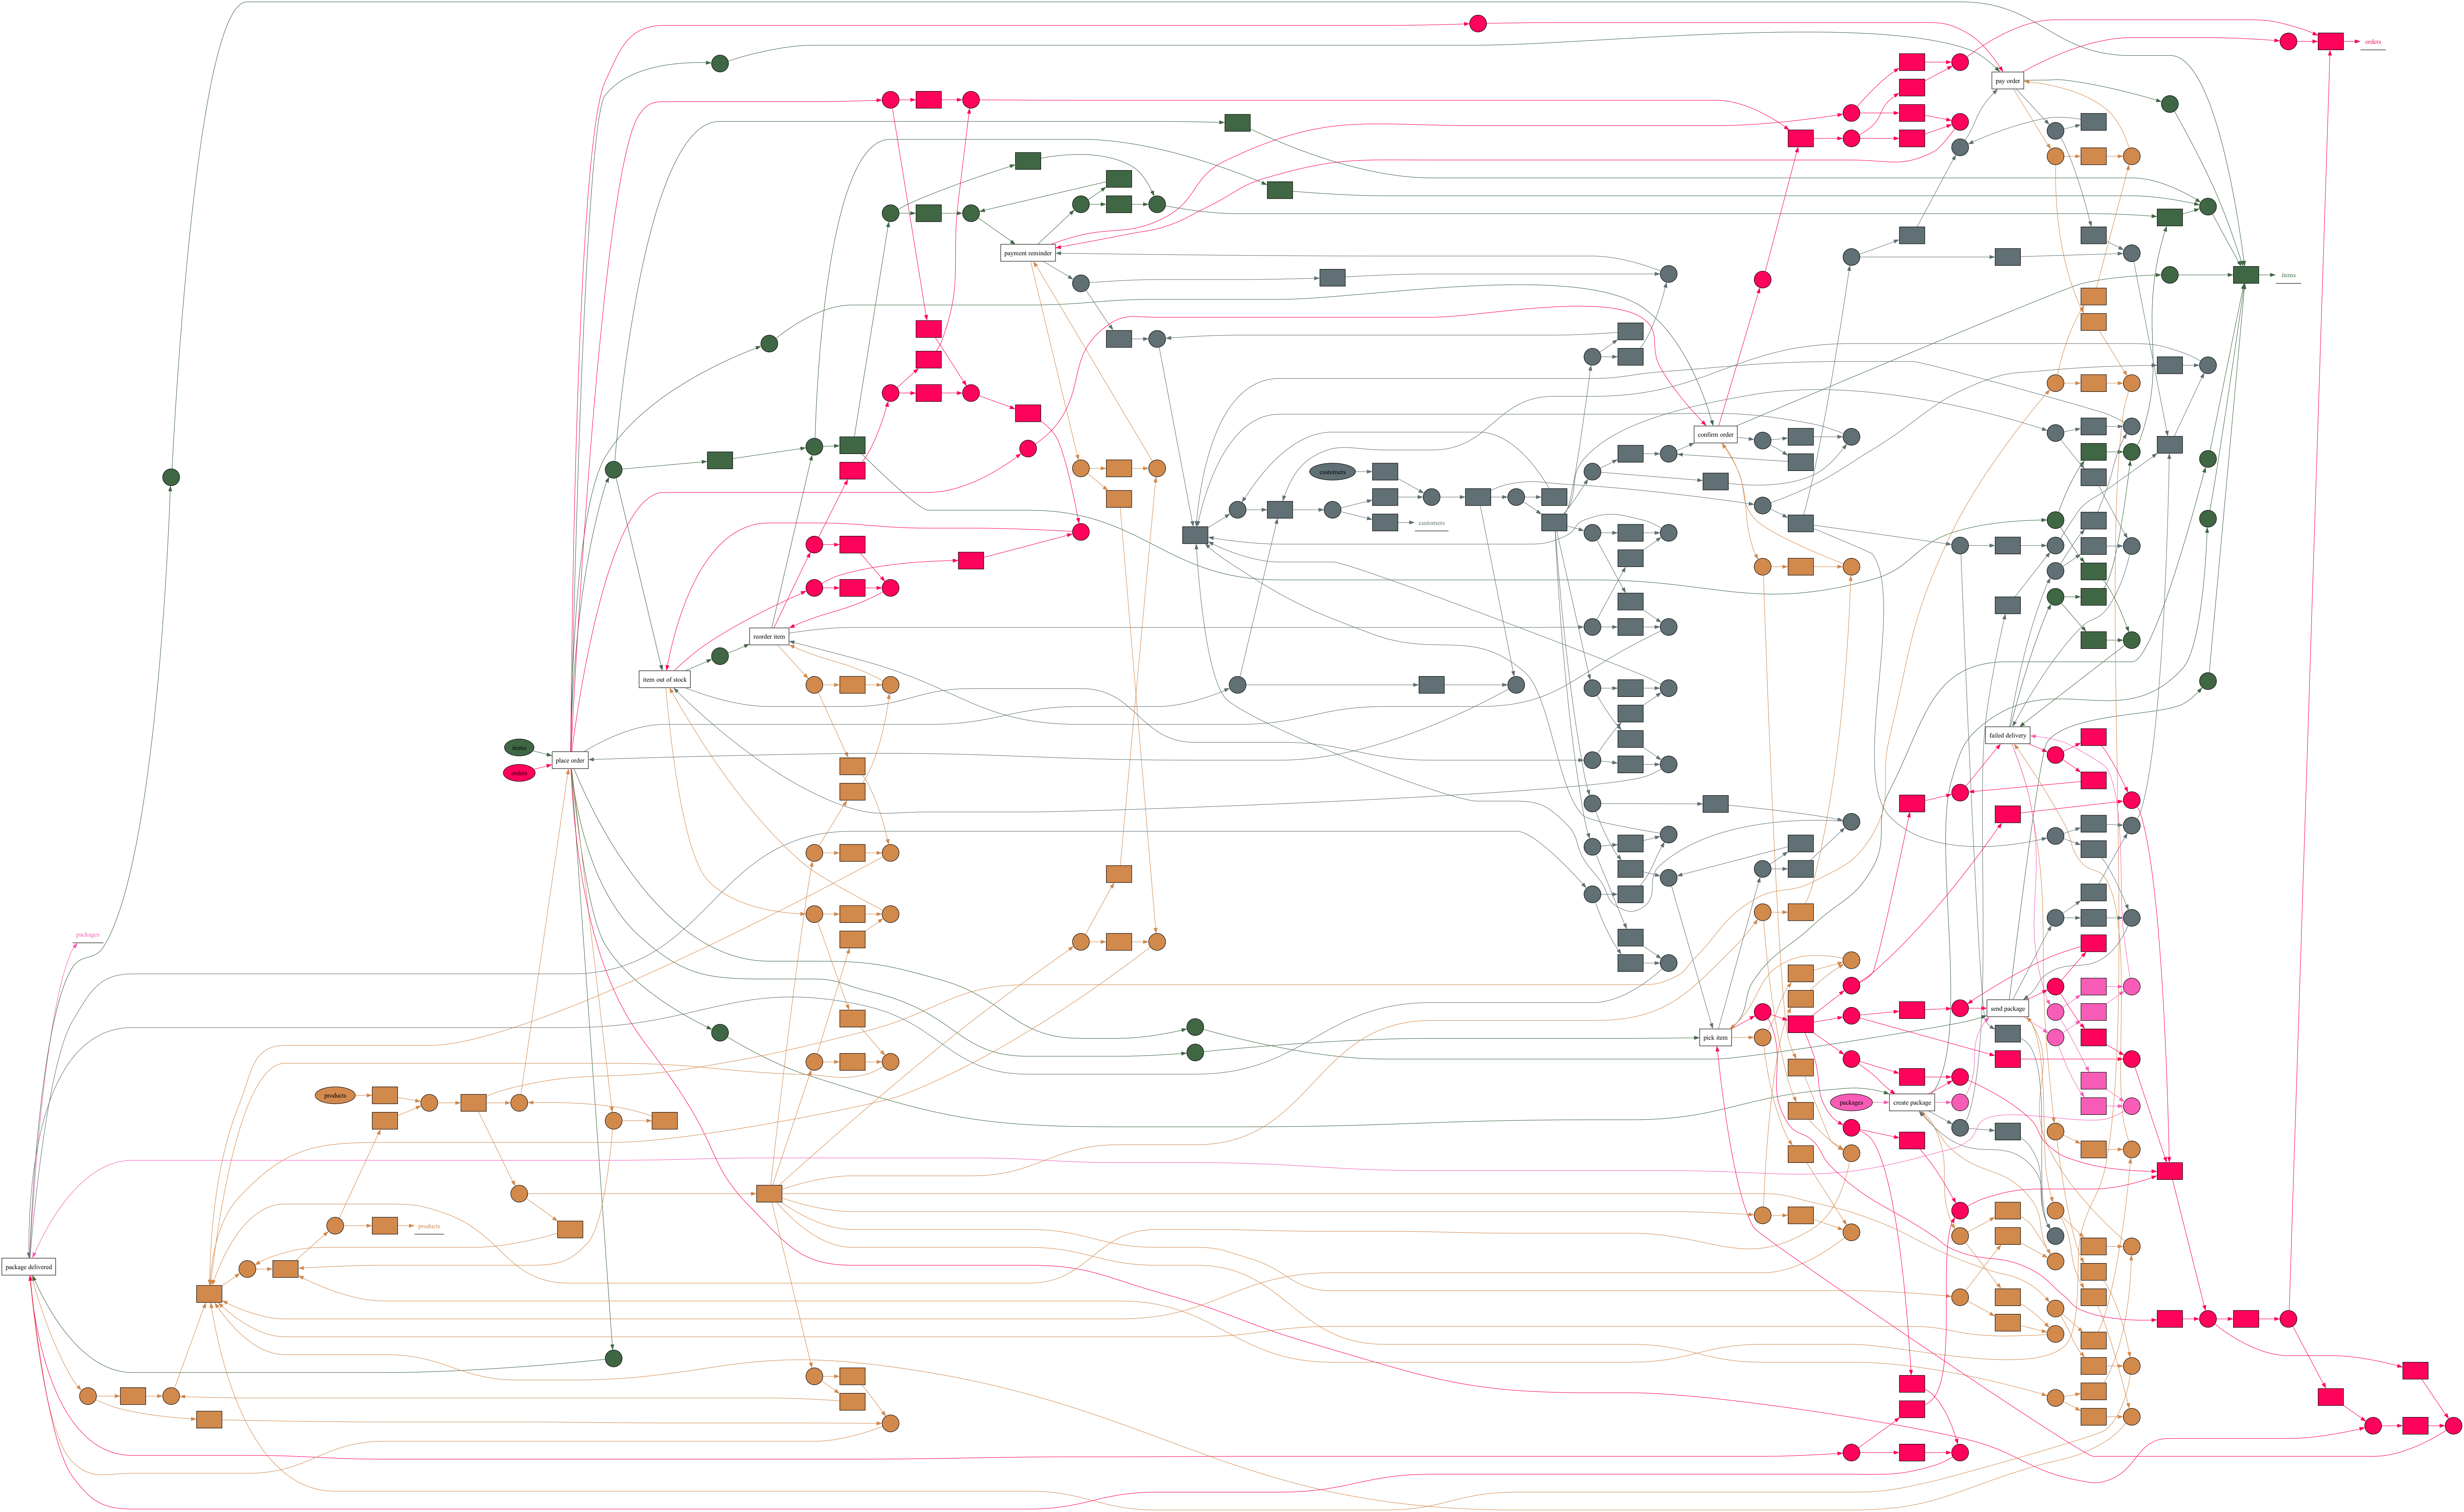 orders
pay order
payment reminder
items
confirm order
customers
customers
reorder item
item out of stock
failed delivery
items
place order
orders
packages
send package
pick item
products
packages
create package
products
package delivered